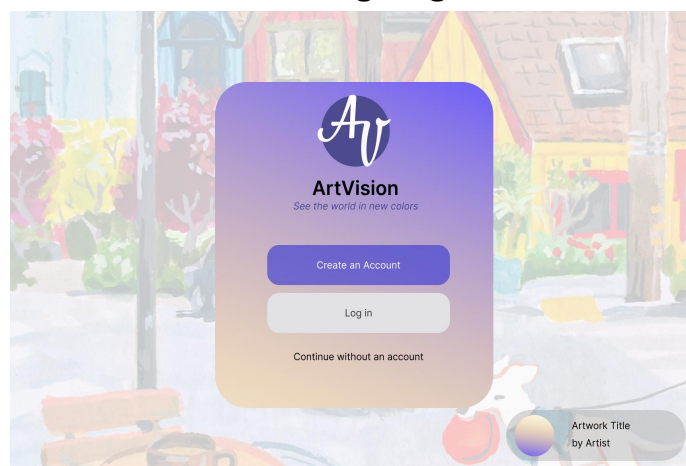 AV
ArtVision
See the world in new colors
Create an Account
Log in
Continue without an account
Artwork Title
by Artist